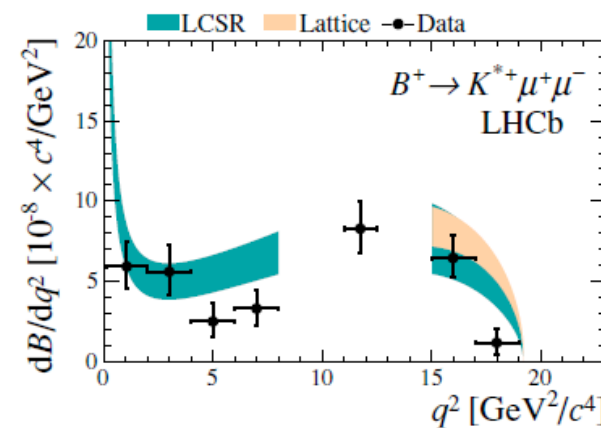 LCSR Lattice Data
20
B⁺ → K*⁺μ⁺μ⁻
LHCb
15
10
5
0
0 5 10 15 20
dB/dq² [10⁻⁸ × c⁴/GeV²]
q² [GeV²/c⁴]